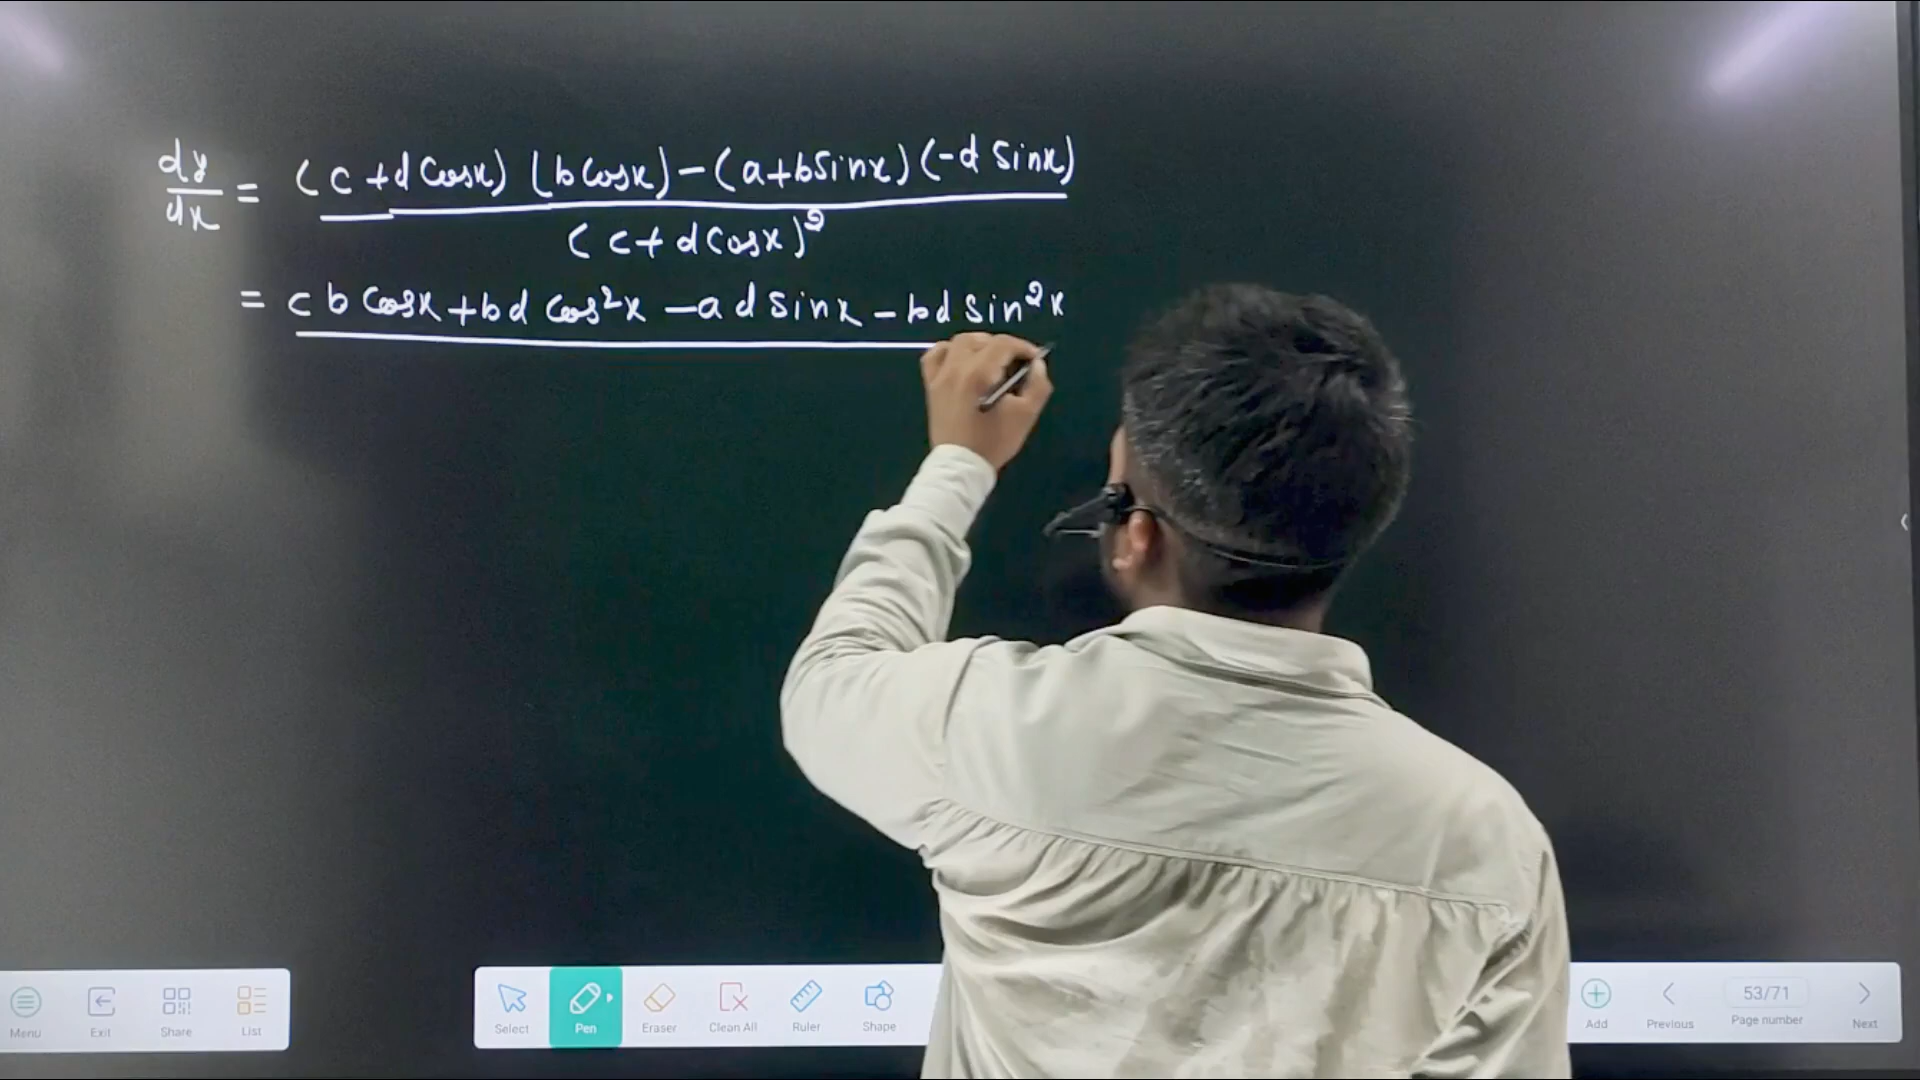 dy/dx = (c+d cosx) (b cosx) - (a+b sinx) (-d sinx)
(c+d cosx)²
= cb cosx + bd cos²x - ad sinx - bd sin²x
Menu Exit Share List Select Pen Eraser Clean All Ruler Shape Add Previous 53/71 Page number Next